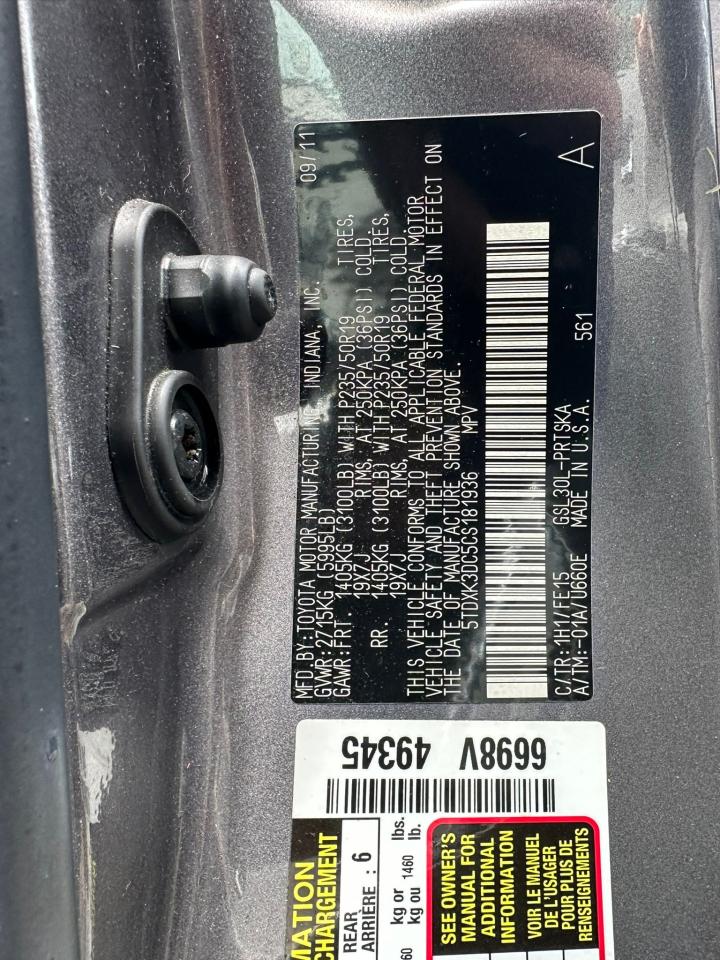 MFD.BY:TOYOTA MOTOR MANUFACTURING, INDIANA, INC. 09/11
GVWR:2715KG (5995LB)
GAWR:FRT. 1405KG (3100LB) WITH P235/50R19 TIRES,
19X7J RIMS, AT 250KPA (36PSI) COLD
RR. 1405KG (3100LB) WITH P235/50R19 TIRES,
19X7J RIMS, AT 250KPA (36PSI) COLD.
THIS VEHICLE CONFORMS TO ALL APPLICABLE FEDERAL MOTOR
VEHICLE SAFETY AND THEFT PREVENTION STANDARDS IN EFFECT ON
THE DATE OF MANUFACTURE SHOWN ABOVE.
5TDXK3DC5CS181936 MPV
A
C/TR: 1H1/FE15 GSL30L-PRTSKA 561
A/TM:-01A/U660E MADE IN U.S.A.
6698V 49345
MATION
CHARGEMENT
REAR
ARRIÈRE : 6
kg or 1460 lbs.
60 kg ou lb.
SEE OWNER'S
MANUAL FOR
ADDITIONAL
INFORMATION
VOIR LE MANUEL
DE L'USAGER
POUR PLUS DE
RENSEIGNEMENTS